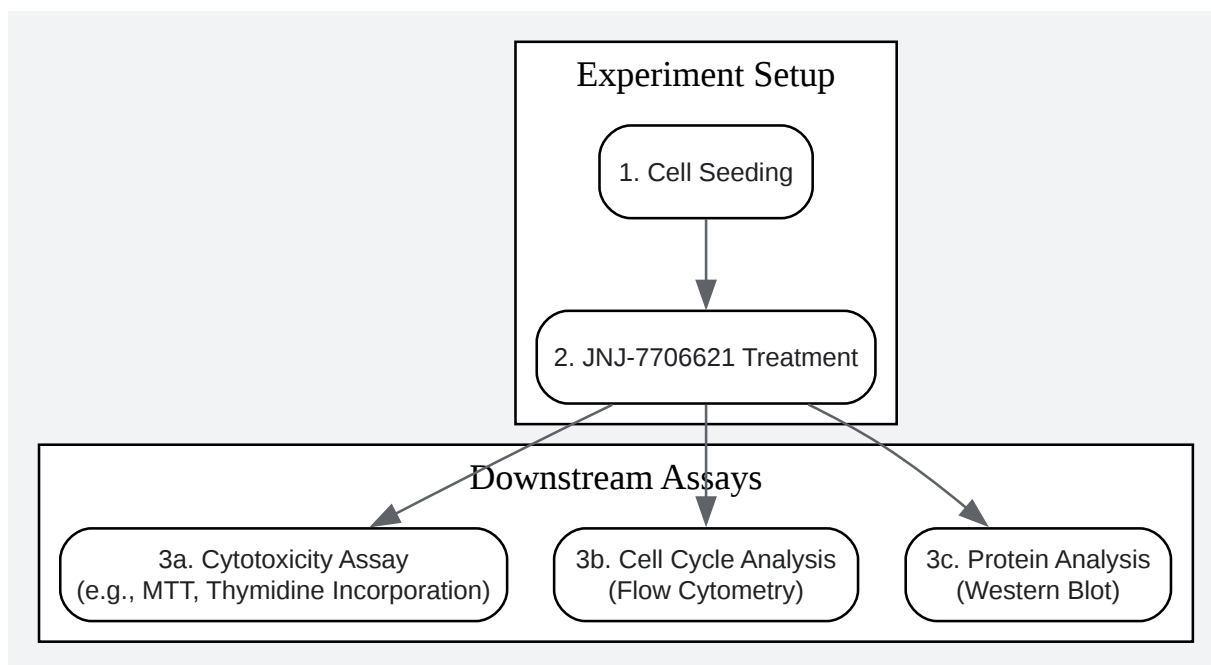 Experiment Setup
1. Cell Seeding
2. JNJ-7706621 Treatment
Downstream Assays
3a. Cytotoxicity Assay
(e.g., MTT, Thymidine Incorporation)
3b. Cell Cycle Analysis
(Flow Cytometry)
3c. Protein Analysis
(Western Blot)